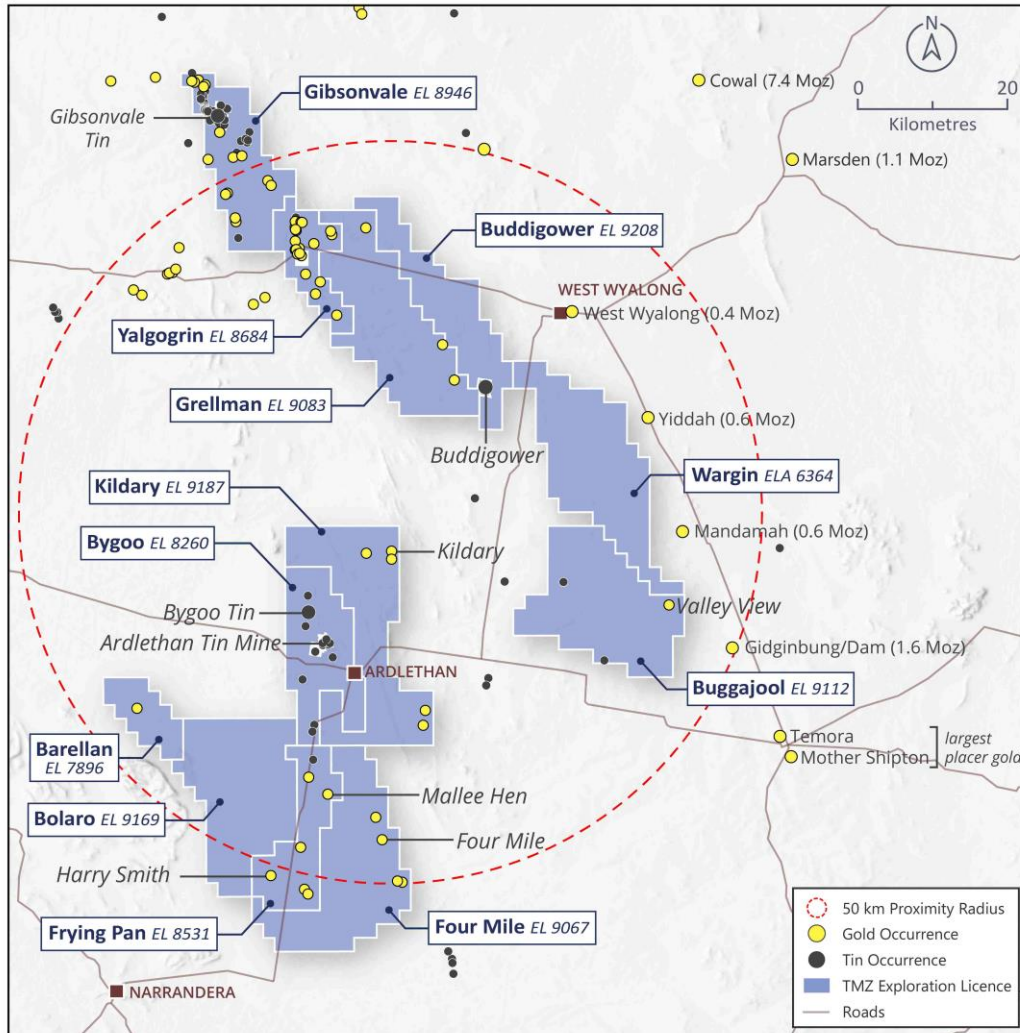 N
0 20
Kilometres
Cowal (7.4 Moz)
Gibsonvale EL 8946
Gibsonvale
Tin
Marsden (1.1 Moz)
Buddigower EL 9208
WEST WYALONG
West Wyalong (0.4 Moz)
Yalgogrin EL 8684
Grellman EL 9083
Yiddah (0.6 Moz)
Buddigower
Wargin ELA 6364
Kildary EL 9187
Mandamah (0.6 Moz)
Bygoo EL 8260
Kildary
Bygoo Tin
Valley View
Ardlethan Tin Mine
Gidginbung/Dam (1.6 Moz)
ARDLETHAN
Buggajool EL 9112
Barellan
EL 7896
Temora
Mother Shipton
largest
placer gold
Mallee Hen
Bolaro EL 9169
Four Mile
Harry Smith
Frying Pan EL 8531
Four Mile EL 9067
NARRANDERA
50 km Proximity Radius
Gold Occurrence
Tin Occurrence
TMZ Exploration Licence
Roads